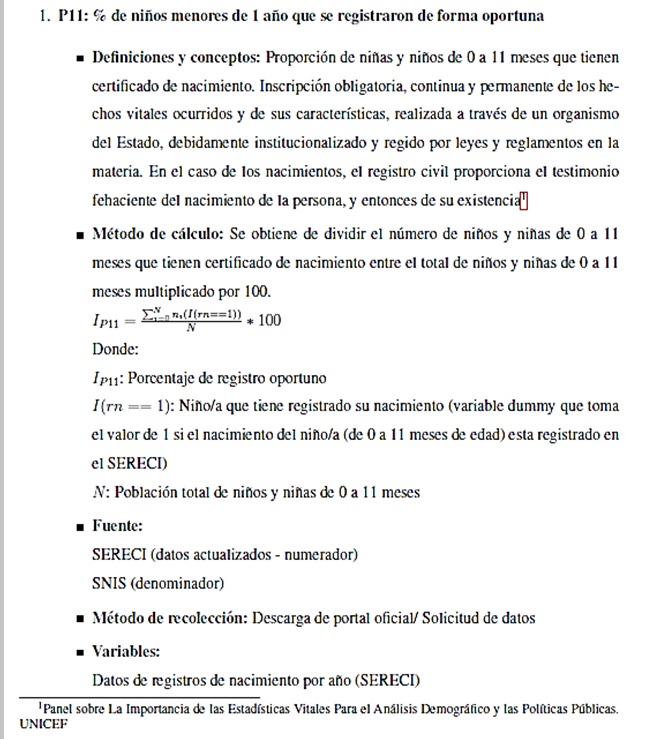 1. P11: % de niños menores de 1 año que se registraron de forma oportuna
■ Definiciones y conceptos: Proporción de niñas y niños de 0 a 11 meses que tienen
certificado de nacimiento. Inscripción obligatoria, continua y permanente de los he-
chos vitales ocurridos y de sus características, realizada a través de un organismo
del Estado, debidamente institucionalizado y regido por leyes y reglamentos en la
materia. En el caso de los nacimientos, el registro civil proporciona el testimonio
fehaciente del nacimiento de la persona, y entonces de su existencia¹
■ Método de cálculo: Se obtiene de dividir el número de niños y niñas de 0 a 11
meses que tienen certificado de nacimiento entre el total de niños y niñas de 0 a 11
meses multiplicado por 100.
I_{P11} = \frac{\sum_{i=0}^{N} n_i(I(rn==1))}{N} * 100
Donde:
I_{P11}: Porcentaje de registro oportuno
I(rn == 1): Niño/a que tiene registrado su nacimiento (variable dummy que toma
el valor de 1 si el nacimiento del niño/a (de 0 a 11 meses de edad) esta registrado en
el SERECI)
N: Población total de niños y niñas de 0 a 11 meses
■ Fuente:
SERECI (datos actualizados - numerador)
SNIS (denominador)
■ Método de recolección: Descarga de portal oficial/ Solicitud de datos
■ Variables:
Datos de registros de nacimiento por año (SERECI)
¹Panel sobre La Importancia de las Estadísticas Vitales Para el Análisis Demográfico y las Políticas Públicas.
UNICEF